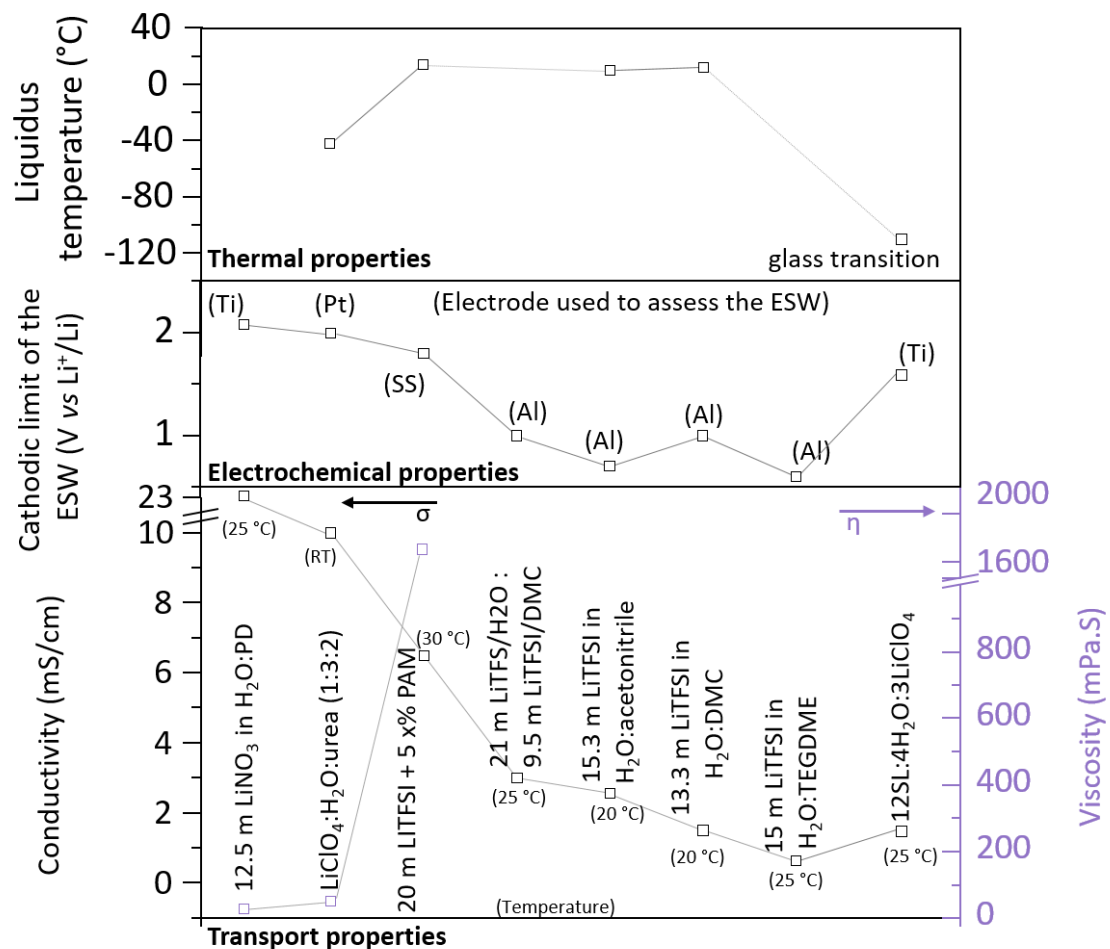 Liquidus
temperature (°C)
40
0
-40
-80
-120
Thermal properties
glass transition
Cathodic limit of the
ESW (V vs Li⁺/Li)
2
1
(Ti)
(Pt)
(Electrode used to assess the ESW)
(SS)
(Al)
(Al)
(Al)
(Al)
(Ti)
Electrochemical properties
Conductivity (mS/cm)
23
10
8
6
4
2
0
σ
η
(25 °C)
(RT)
(30 °C)
(25 °C)
(20 °C)
(20 °C)
(25 °C)
(25 °C)
12.5 m LiNO₃ in H₂O:PD
LiClO₄:H₂O:urea (1:3:2)
20 m LITFSI + 5 x% PAM
21 m LiTFS/H2O :
9.5 m LiTFSI/DMC
15.3 m LiTFSI in
H₂O:acetonitrile
13.3 m LiTFSI in
H₂O:DMC
15 m LiTFSI in
H₂O:TEGDME
12SL:4H₂O:3LiClO₄
(Temperature)
Transport properties
2000
1600
800
600
400
200
0
Viscosity (mPa.S)